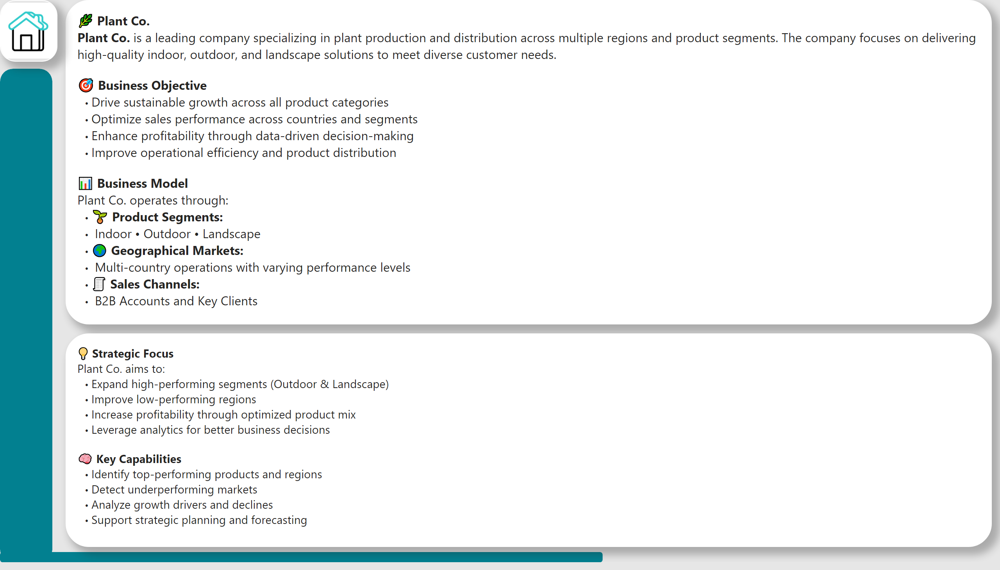 🌿 Plant Co.
Plant Co. is a leading company specializing in plant production and distribution across multiple regions and product segments. The company focuses on delivering
high-quality indoor, outdoor, and landscape solutions to meet diverse customer needs.
🎯 Business Objective
• Drive sustainable growth across all product categories
• Optimize sales performance across countries and segments
• Enhance profitability through data-driven decision-making
• Improve operational efficiency and product distribution
📊 Business Model
Plant Co. operates through:
• 🌱 Product Segments:
• Indoor • Outdoor • Landscape
• 🌍 Geographical Markets:
• Multi-country operations with varying performance levels
• 🧾 Sales Channels:
• B2B Accounts and Key Clients
💡 Strategic Focus
Plant Co. aims to:
• Expand high-performing segments (Outdoor & Landscape)
• Improve low-performing regions
• Increase profitability through optimized product mix
• Leverage analytics for better business decisions
🧠 Key Capabilities
• Identify top-performing products and regions
• Detect underperforming markets
• Analyze growth drivers and declines
• Support strategic planning and forecasting